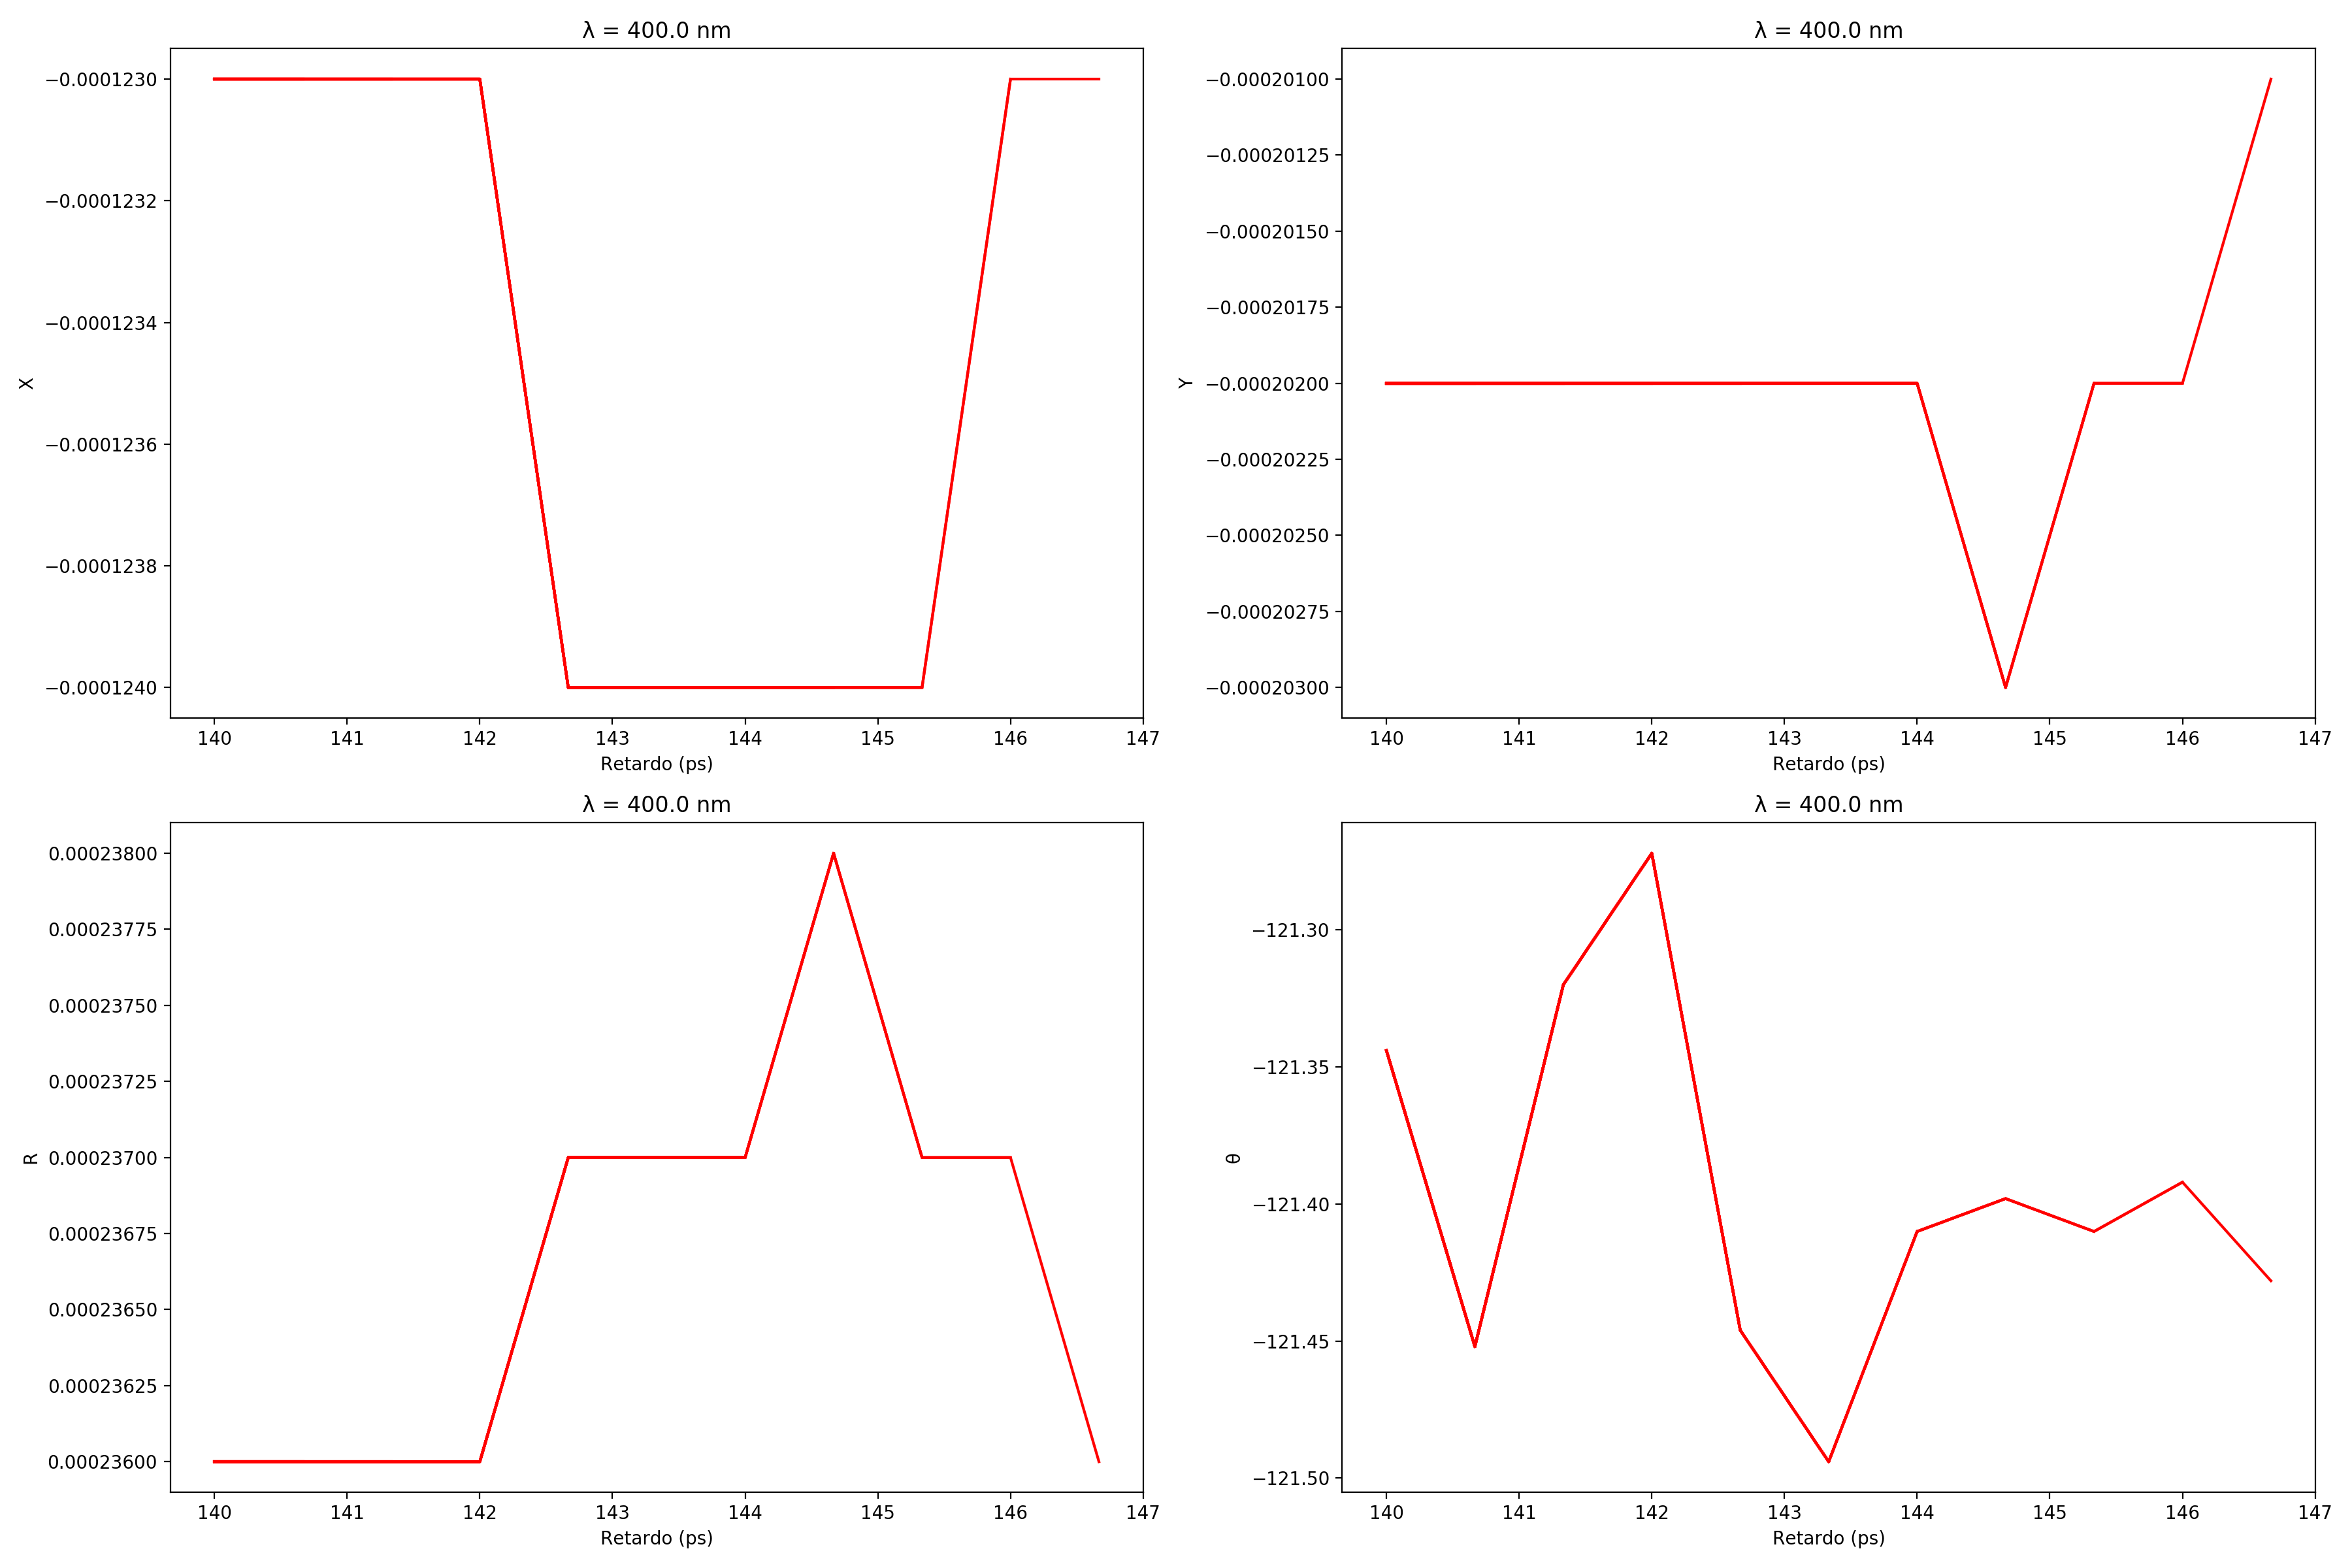 λ = 400.0 nm
−0.0001230
−0.0001232
−0.0001234
−0.0001236
−0.0001238
−0.0001240
X
140 141 142 143 144 145 146 147
Retardo (ps)
λ = 400.0 nm
−0.00020100
−0.00020125
−0.00020150
−0.00020175
−0.00020200
−0.00020225
−0.00020250
−0.00020275
−0.00020300
Y
140 141 142 143 144 145 146 147
Retardo (ps)
λ = 400.0 nm
0.00023800
0.00023775
0.00023750
0.00023725
0.00023700
0.00023675
0.00023650
0.00023625
0.00023600
R
140 141 142 143 144 145 146 147
Retardo (ps)
λ = 400.0 nm
−121.30
−121.35
−121.40
−121.45
−121.50
θ
140 141 142 143 144 145 146 147
Retardo (ps)